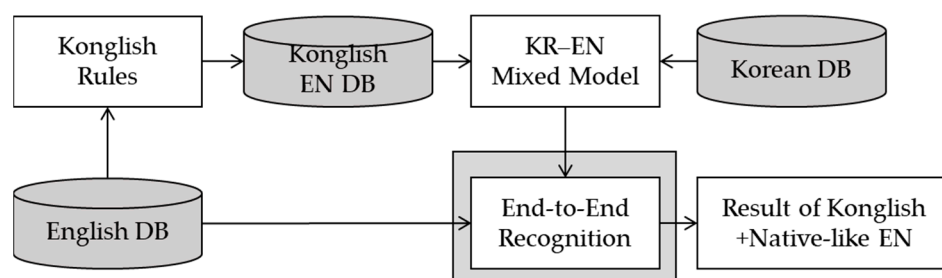 Konglish
Rules
Konglish
EN DB
KR–EN
Mixed Model
Korean DB
English DB
End-to-End
Recognition
Result of Konglish
+Native-like EN